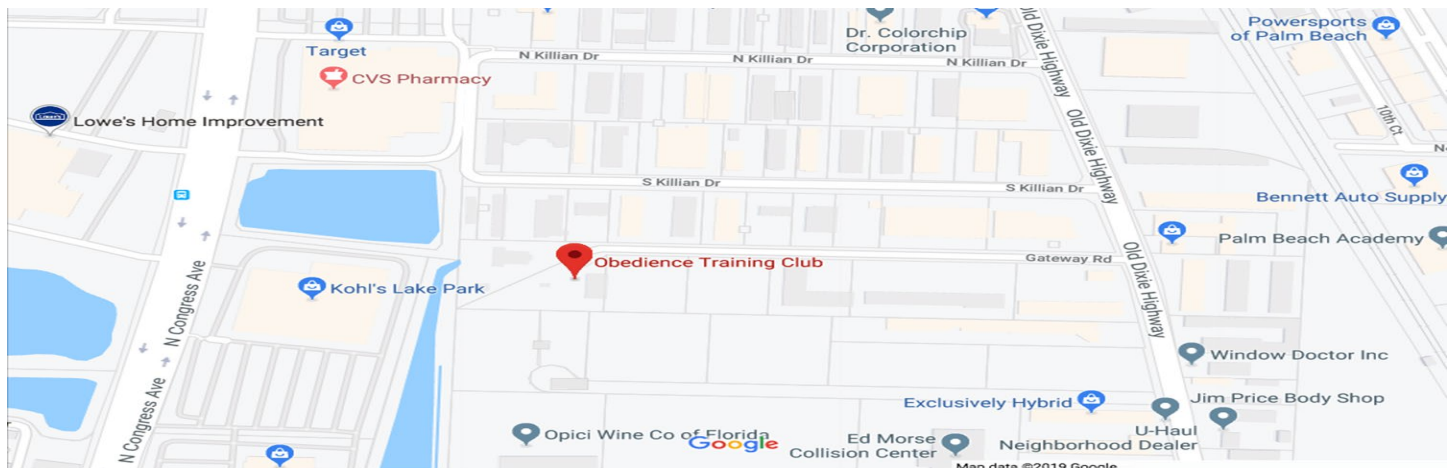 Target
CVS Pharmacy
Lowe's Home Improvement
N Killian Dr
N Killian Dr
N Killian Dr
Dr. Colorchip
Corporation
Old Dixie Highway
Powersports
of Palm Beach
10th Ct
Old Dixie Highway
S Killian Dr
S Killian Dr
Bennett Auto Supply
Palm Beach Academy
Obedience Training Club
Gateway Rd
Old Dixie Highway
Kohl's Lake Park
N Congress Ave
N Congress Ave
N Congress Ave
Window Doctor Inc
Exclusively Hybrid
Jim Price Body Shop
U-Haul
Neighborhood Dealer
Opici Wine Co of Florida
Google
Ed Morse
Collision Center
Map data ©2019 Google